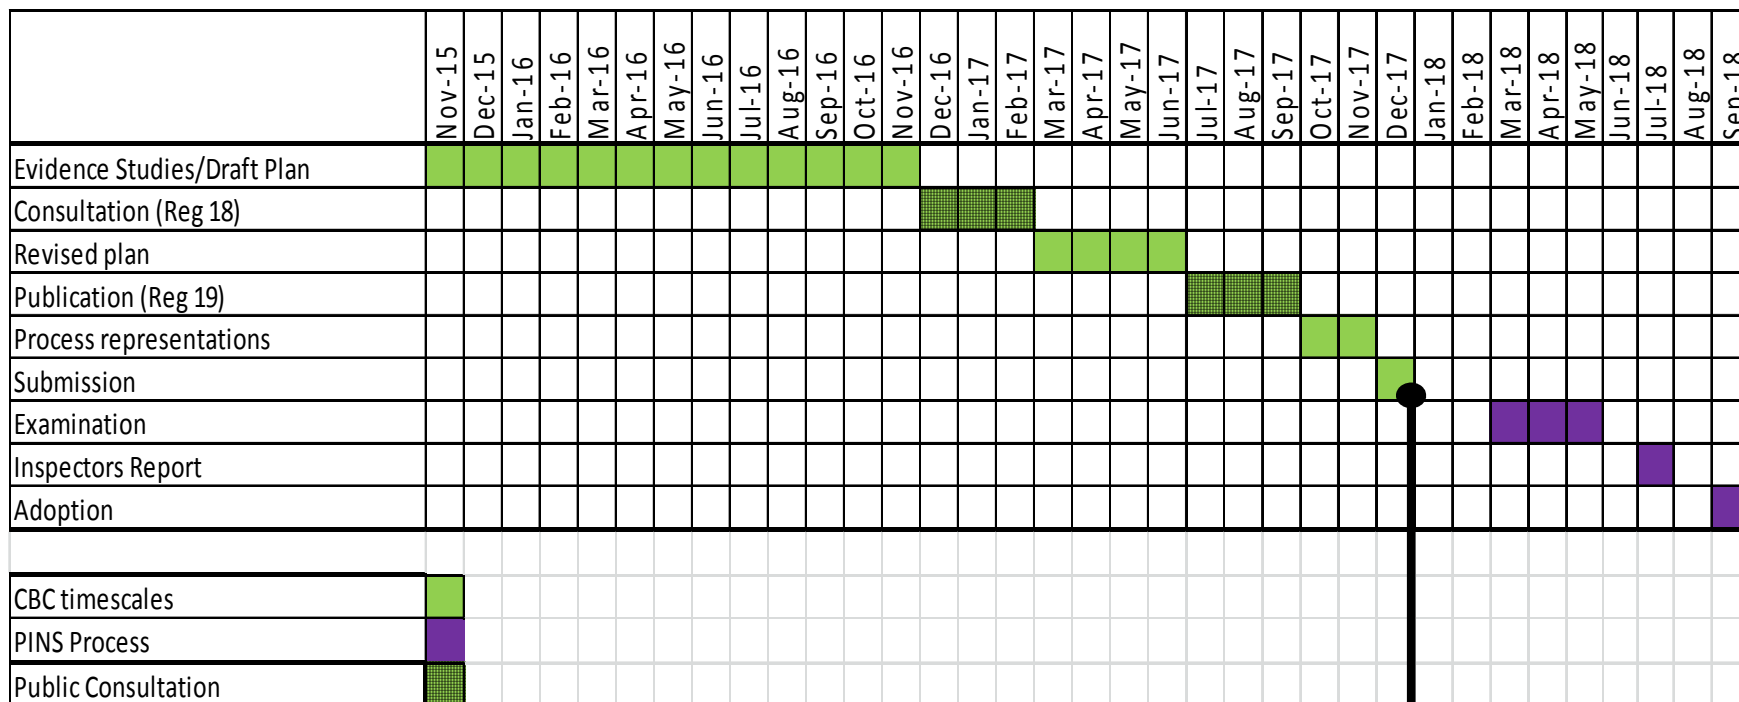 Nov-15 Dec-15 Jan-16 Feb-16 Mar-16 Apr-16 May-16 Jun-16 Jul-16 Aug-16 Sep-16 Oct-16 Nov-16 Dec-16 Jan-17 Feb-17 Mar-17 Apr-17 May-17 Jun-17 Jul-17 Aug-17 Sep-17 Oct-17 Nov-17 Dec-17 Jan-18 Feb-18 Mar-18 Apr-18 May-18 Jun-18 Jul-18 Aug-18 Sep-18
Evidence Studies/Draft Plan
Consultation (Reg 18)
Revised plan
Publication (Reg 19)
Process representations
Submission
Examination
Inspectors Report
Adoption
CBC timescales
PINS Process
Public Consultation